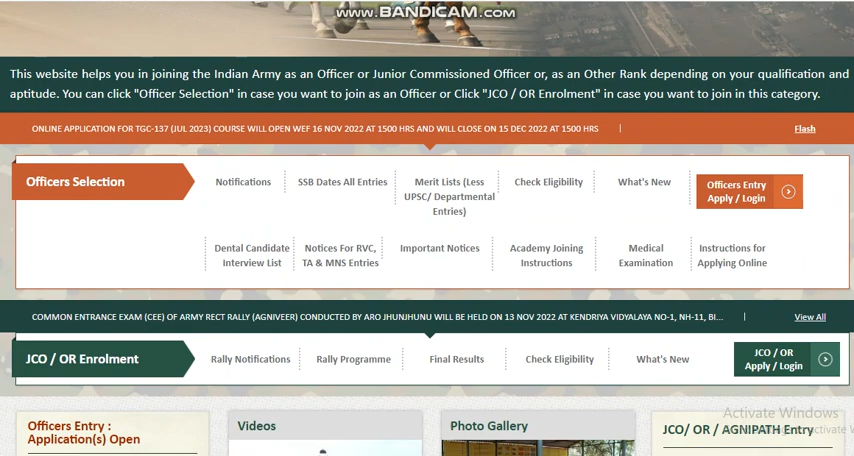 www.BANDICAM.com
This website helps you in joining the Indian Army as an Officer or Junior Commissioned Officer or, as an Other Rank depending on your qualification and
aptitude. You can click "Officer Selection" in case you want to join as an Officer or Click "JCO / OR Enrolment" in case you want to join in this category.
ONLINE APPLICATION FOR TGC-137 (JUL 2023) COURSE WILL OPEN WEF 16 NOV 2022 AT 1500 HRS AND WILL CLOSE ON 15 DEC 2022 AT 1500 HRS | Flash
Officers Selection
Notifications
SSB Dates All Entries
Merit Lists (Less
UPSC/ Departmental
Entries)
Check Eligibility
What's New
Officers Entry
Apply / Login
Dental Candidate
Interview List
Notices For RVC,
TA & MNS Entries
Important Notices
Academy Joining
Instructions
Medical
Examination
Instructions for
Applying Online
COMMON ENTRANCE EXAM (CEE) OF ARMY RECT RALLY (AGNIVEER) CONDUCTED BY ARO JHUNJHUNU WILL BE HELD ON 13 NOV 2022 AT KENDRIYA VIDYALAYA NO-1, NH-11, BI... | View All
JCO / OR Enrolment
Rally Notifications
Rally Programme
Final Results
Check Eligibility
What's New
JCO / OR
Apply / Login
Officers Entry :
Application(s) Open
Videos
Photo Gallery
JCO/ OR / AGNIPATH Entry
Activate Windows